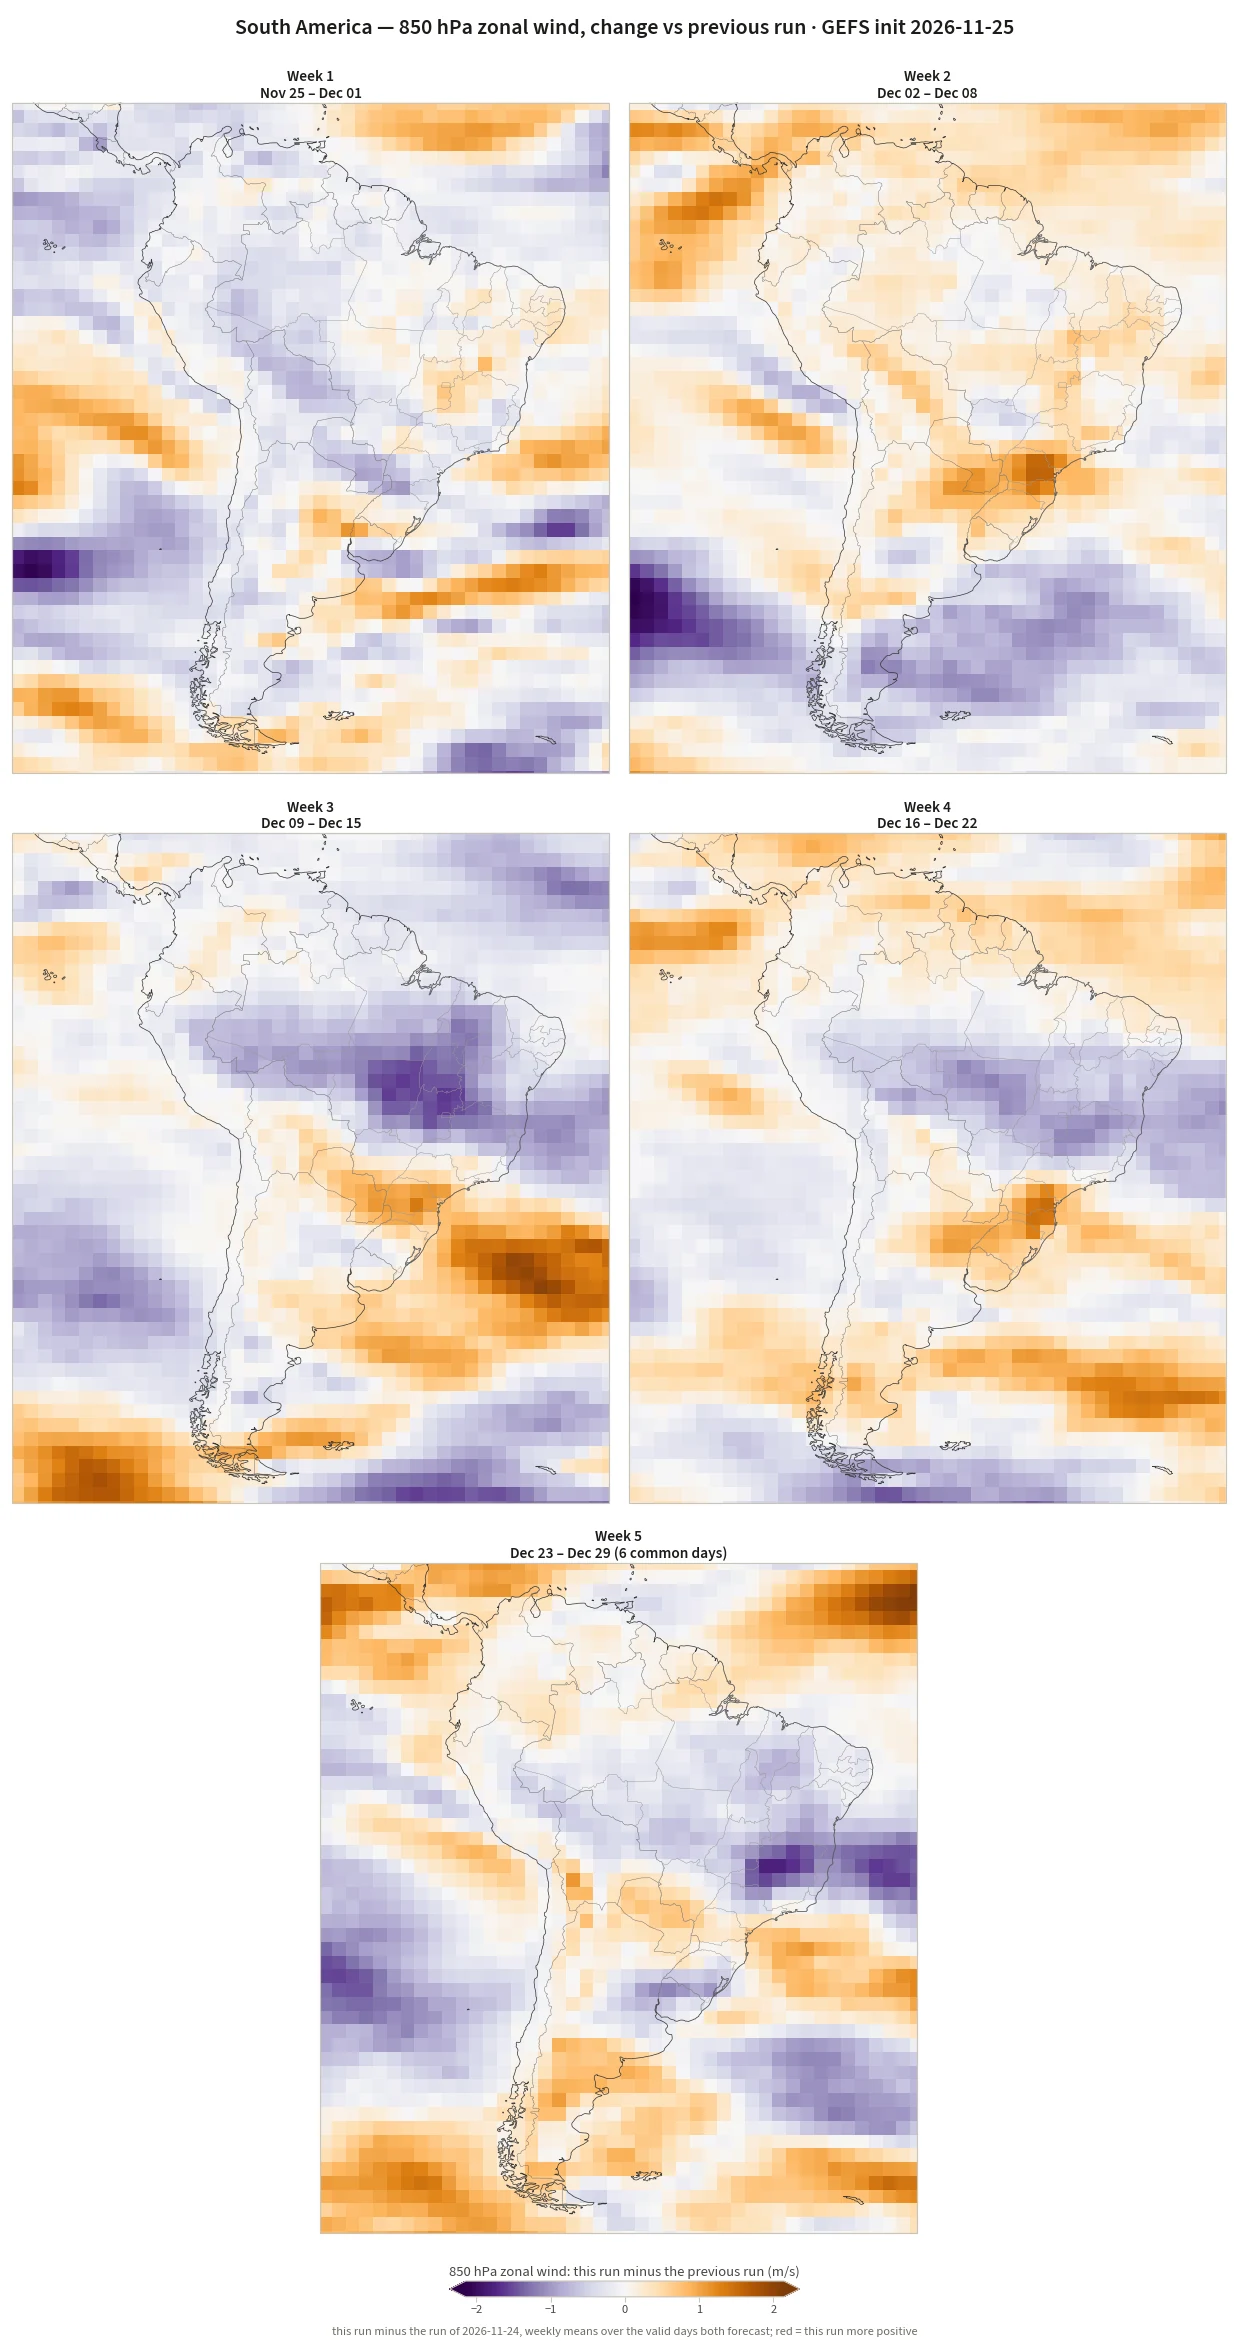 South America — 850 hPa zonal wind, change vs previous run · GEFS init 2026-11-25
Week 1
Nov 25 – Dec 01
Week 2
Dec 02 – Dec 08
Week 3
Dec 09 – Dec 15
Week 4
Dec 16 – Dec 22
Week 5
Dec 23 – Dec 29 (6 common days)
850 hPa zonal wind: this run minus the previous run (m/s)
−2 −1 0 1 2
this run minus the run of 2026-11-24, weekly means over the valid days both forecast; red = this run more positive